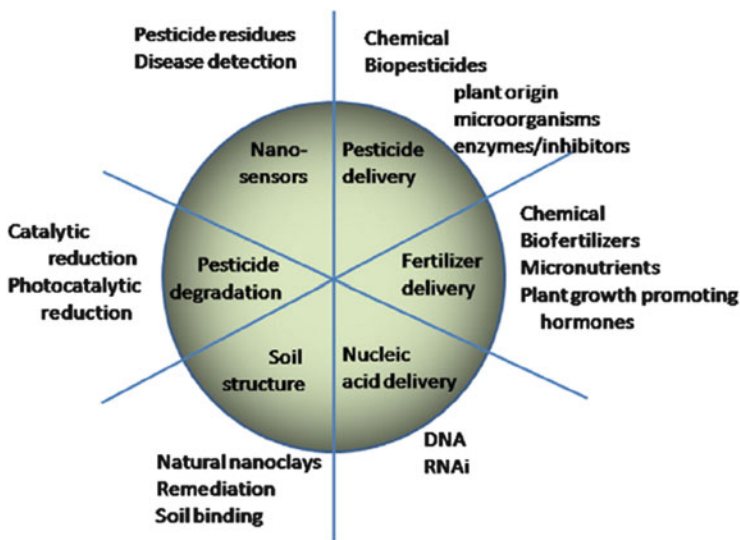 Pesticide residues
Disease detection
Chemical
Biopesticides
plant origin
microorganisms
enzymes/inhibitors
Nano-
sensors
Pesticide
delivery
Catalytic
reduction
Photocatalytic
reduction
Pesticide
degradation
Fertilizer
delivery
Chemical
Biofertilizers
Micronutrients
Plant growth promoting
hormones
Soil
structure
Nucleic
acid delivery
Natural nanoclays
Remediation
Soil binding
DNA
RNAi